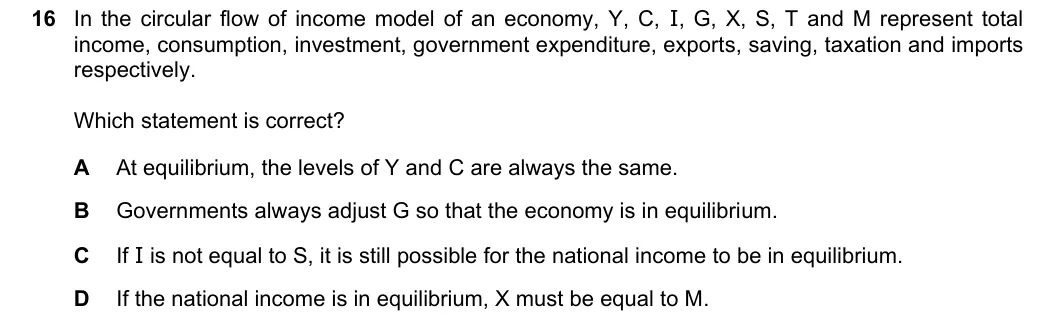 16 In the circular flow of income model of an economy, Y, C, I, G, X, S, T and M represent total
income, consumption, investment, government expenditure, exports, saving, taxation and imports
respectively.
Which statement is correct?
A At equilibrium, the levels of Y and C are always the same.
B Governments always adjust G so that the economy is in equilibrium.
C If I is not equal to S, it is still possible for the national income to be in equilibrium.
D If the national income is in equilibrium, X must be equal to M.